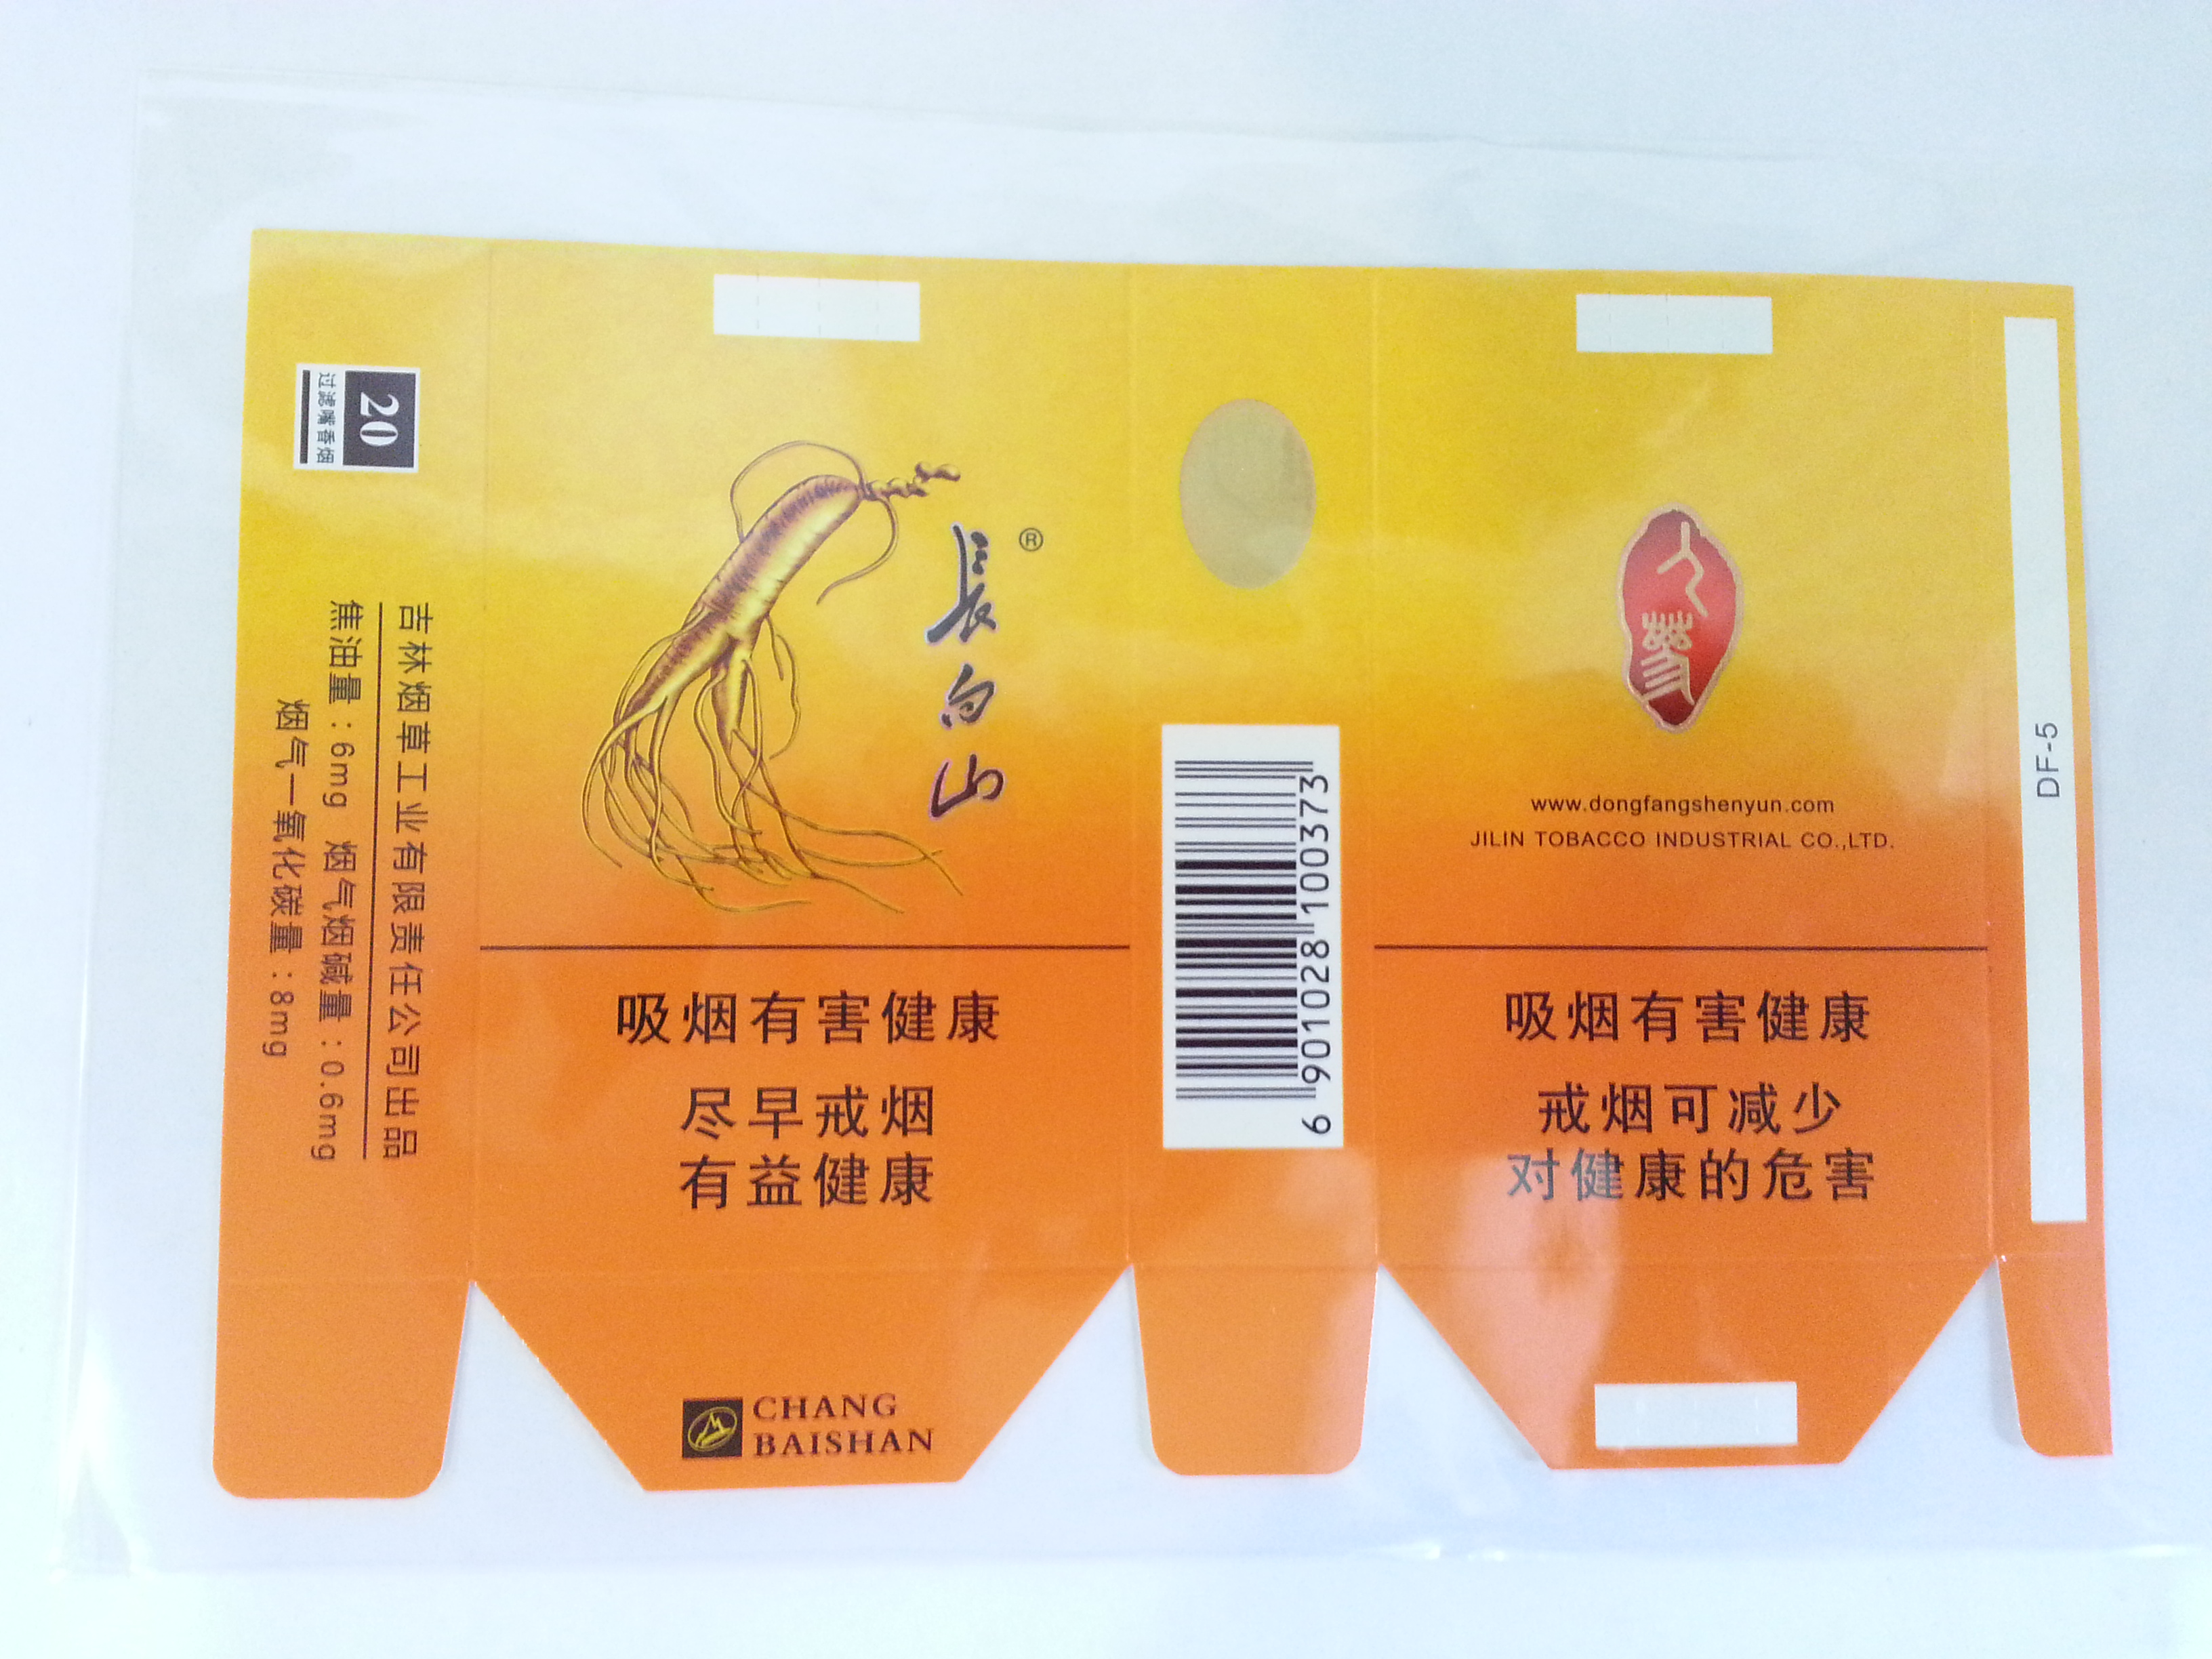 20
过滤嘴香烟
吉林烟草工业有限责任公司出品
焦油量：6mg 烟气烟碱量：0.6mg
烟气一氧化碳量：8mg
長白山®
吸烟有害健康
尽早戒烟
有益健康
CHANG
BAISHAN
6 901028 100373
人參
www.dongfangshenyun.com
JILIN TOBACCO INDUSTRIAL CO.,LTD.
吸烟有害健康
戒烟可减少
对健康的危害
DF-5